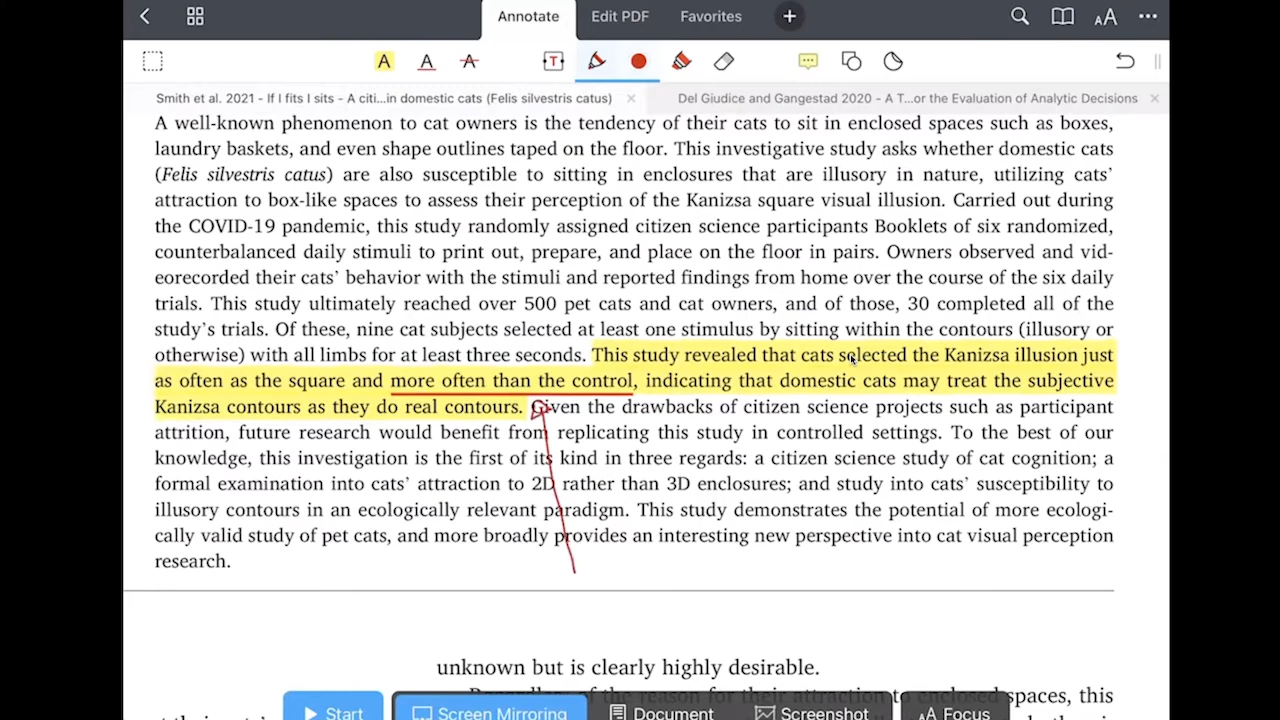 Annotate Edit PDF Favorites
Smith et al. 2021 - If I fits I sits - A citi...in domestic cats (Felis silvestris catus)
Del Giudice and Gangestad 2020 - A T...or the Evaluation of Analytic Decisions
A well-known phenomenon to cat owners is the tendency of their cats to sit in enclosed spaces such as boxes,
laundry baskets, and even shape outlines taped on the floor. This investigative study asks whether domestic cats
(Felis silvestris catus) are also susceptible to sitting in enclosures that are illusory in nature, utilizing cats'
attraction to box-like spaces to assess their perception of the Kanizsa square visual illusion. Carried out during
the COVID-19 pandemic, this study randomly assigned citizen science participants Booklets of six randomized,
counterbalanced daily stimuli to print out, prepare, and place on the floor in pairs. Owners observed and vid-
eorecorded their cats' behavior with the stimuli and reported findings from home over the course of the six daily
trials. This study ultimately reached over 500 pet cats and cat owners, and of those, 30 completed all of the
study's trials. Of these, nine cat subjects selected at least one stimulus by sitting within the contours (illusory or
otherwise) with all limbs for at least three seconds. This study revealed that cats selected the Kanizsa illusion just
as often as the square and more often than the control, indicating that domestic cats may treat the subjective
Kanizsa contours as they do real contours. Given the drawbacks of citizen science projects such as participant
attrition, future research would benefit from replicating this study in controlled settings. To the best of our
knowledge, this investigation is the first of its kind in three regards: a citizen science study of cat cognition; a
formal examination into cats' attraction to 2D rather than 3D enclosures; and study into cats' susceptibility to
illusory contours in an ecologically relevant paradigm. This study demonstrates the potential of more ecologi-
cally valid study of pet cats, and more broadly provides an interesting new perspective into cat visual perception
research.
unknown but is clearly highly desirable.
Regardless of the reason for their attraction to enclosed spaces, this
Start Screen Mirroring Document Screenshot Focus